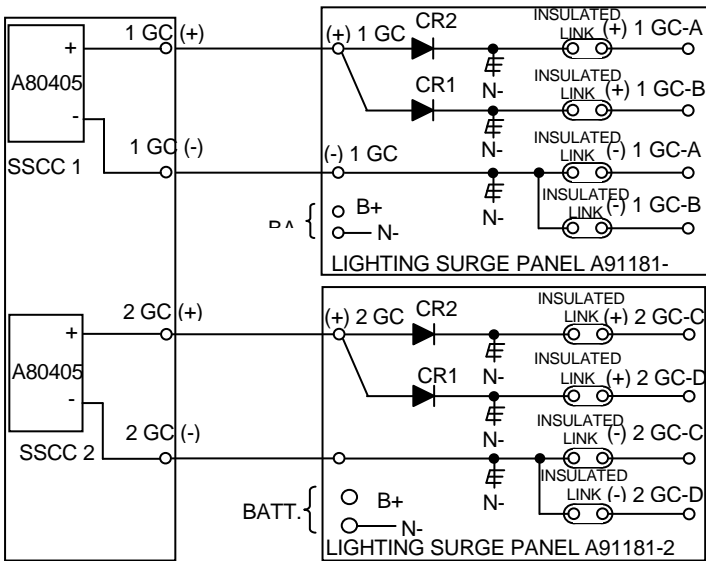 +
A80405
-
SSCC 1
1 GC (+)
1 GC (-)
(+) 1 GC
CR2
CR1
(-) 1 GC
N-
N-
N-
INSULATED
LINK
(+) 1 GC-A
INSULATED
LINK
(+) 1 GC-B
INSULATED
LINK
(-) 1 GC-A
INSULATED
LINK
(-) 1 GC-B
{
B+
N-
LIGHTING SURGE PANEL A91181-
+
A80405
-
SSCC 2
2 GC (+)
2 GC (-)
(+) 2 GC
CR2
CR1
N-
N-
N-
INSULATED
LINK
(+) 2 GC-C
INSULATED
LINK
(+) 2 GC-D
INSULATED
LINK
(-) 2 GC-C
INSULATED
LINK
(-) 2 GC-D
BATT. {
B+
N-
LIGHTING SURGE PANEL A91181-2